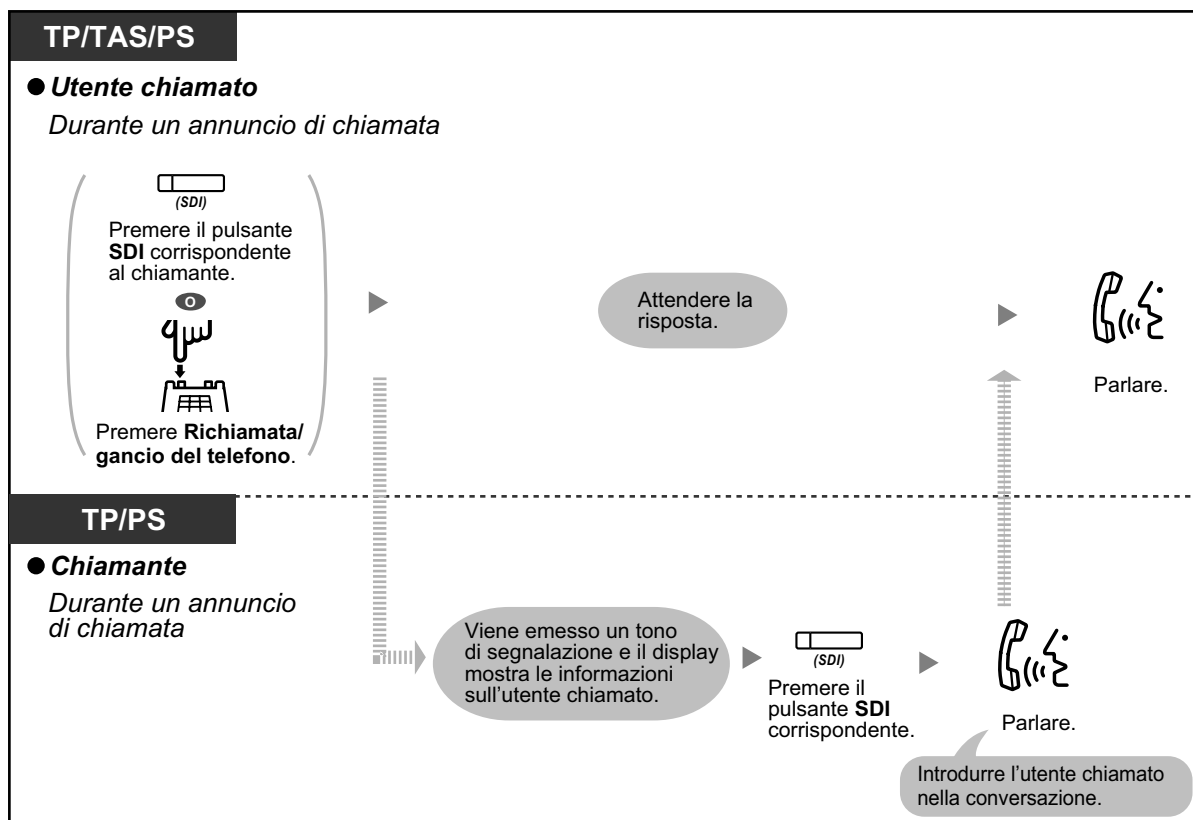 TP/TAS/PS
● Utente chiamato
Durante un annuncio di chiamata
(SDI)
Premere il pulsante
SDI corrispondente
al chiamante.
O
Premere Richiamata/
gancio del telefono.
Attendere la
risposta.
Parlare.
TP/PS
● Chiamante
Durante un annuncio
di chiamata
Viene emesso un tono
di segnalazione e il display
mostra le informazioni
sull’utente chiamato.
(SDI)
Premere il
pulsante SDI
corrispondente.
Parlare.
Introdurre l’utente chiamato
nella conversazione.